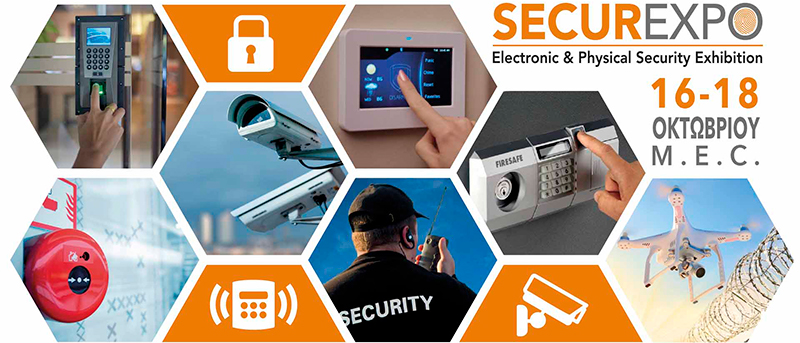 SECUREXPO
Electronic & Physical Security Exhibition
16-18
ΟΚΤΩΒΡΙΟΥ
M.E.C.
FIRESAFE
SECURITY